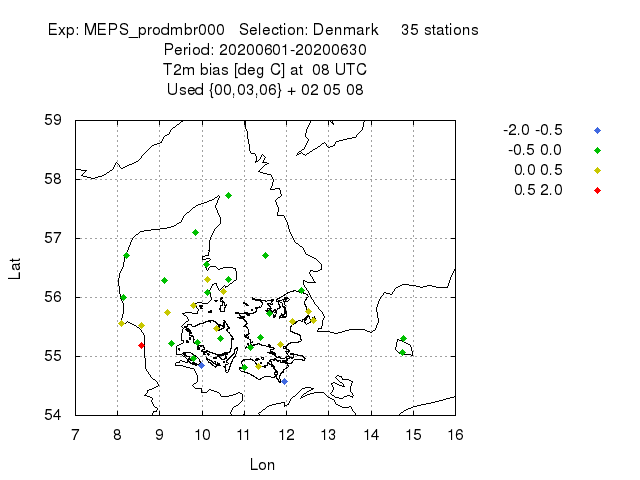 Exp: MEPS_prodmbr000 Selection: Denmark 35 stations
Period: 20200601-20200630
T2m bias [deg C] at 08 UTC
Used {00,03,06} + 02 05 08
-2.0 -0.5
-0.5 0.0
0.0 0.5
0.5 2.0
59
58
57
56
55
54
Lat
7 8 9 10 11 12 13 14 15 16
Lon